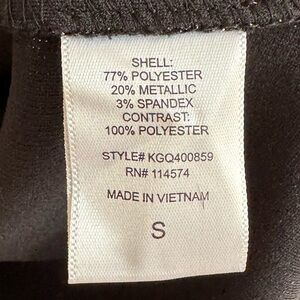 SHELL:
77% POLYESTER
20% METALLIC
3% SPANDEX
CONTRAST:
100% POLYESTER
STYLE# KGQ400859
RN# 114574
MADE IN VIETNAM
S